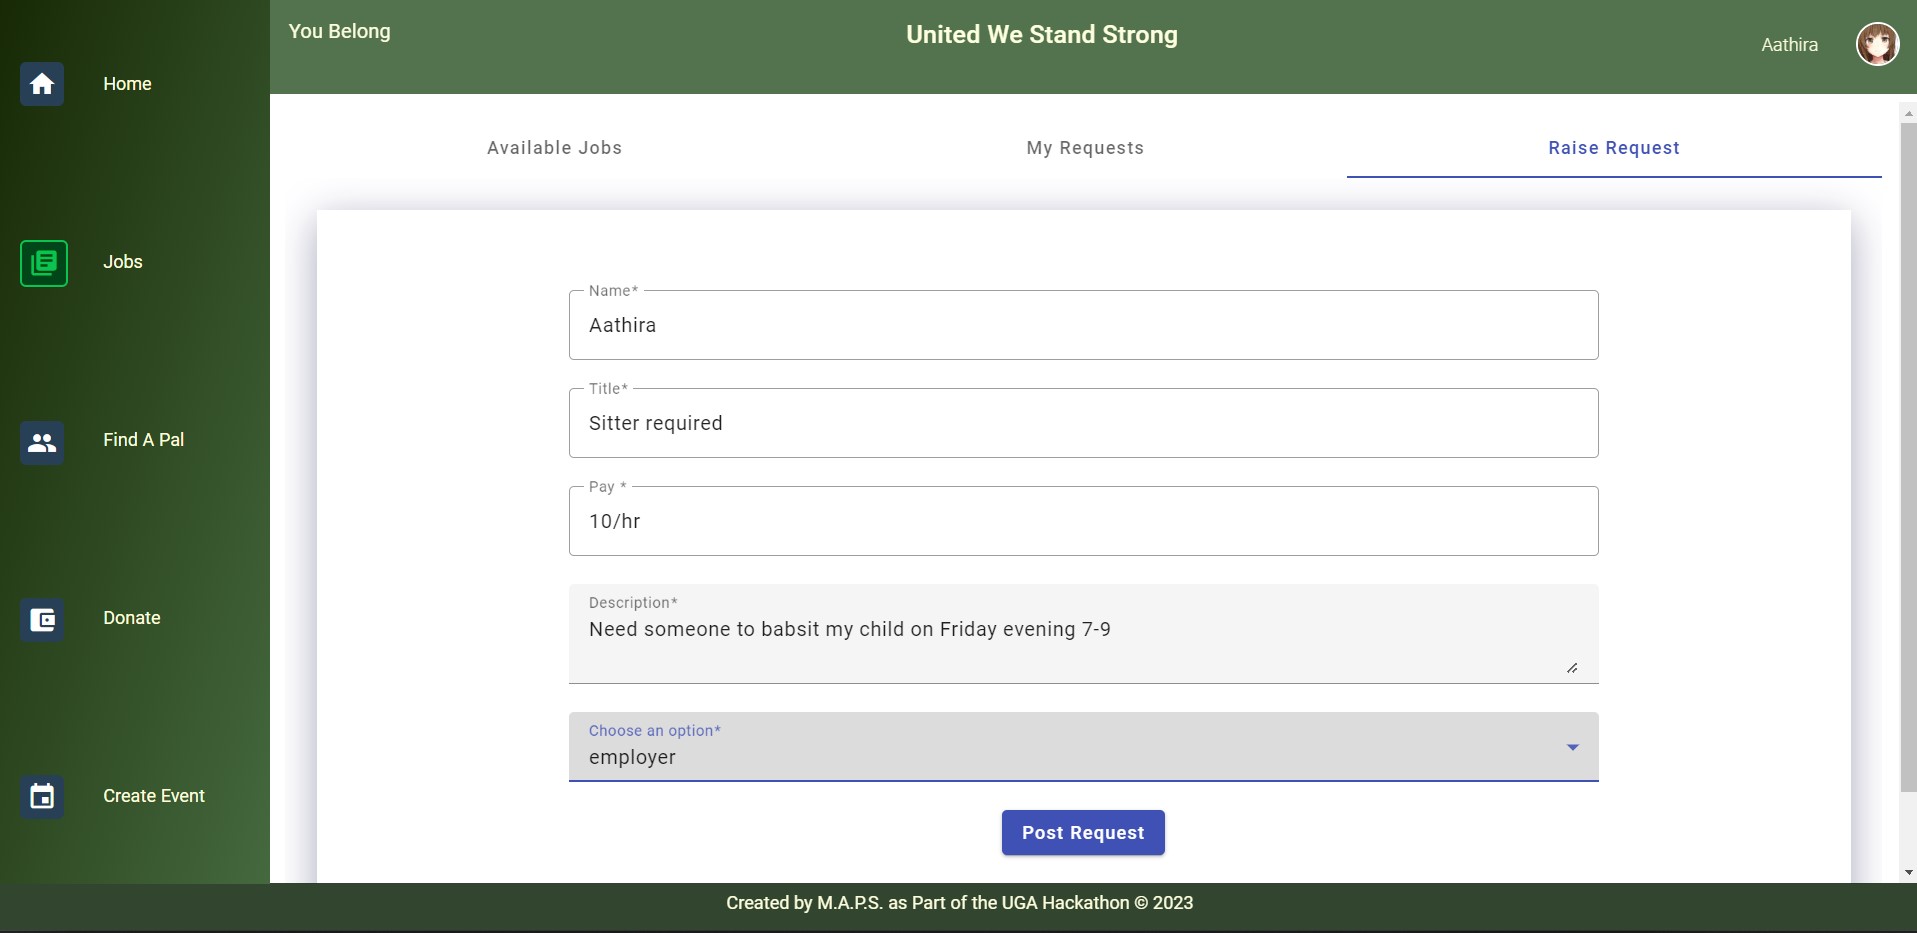 You Belong
United We Stand Strong
Aathira
Home
Jobs
Find A Pal
Donate
Create Event
Available Jobs
My Requests
Raise Request
Name*
Aathira
Title*
Sitter required
Pay *
10/hr
Description*
Need someone to babsit my child on Friday evening 7-9
Choose an option*
employer
Post Request
Created by M.A.P.S. as Part of the UGA Hackathon © 2023